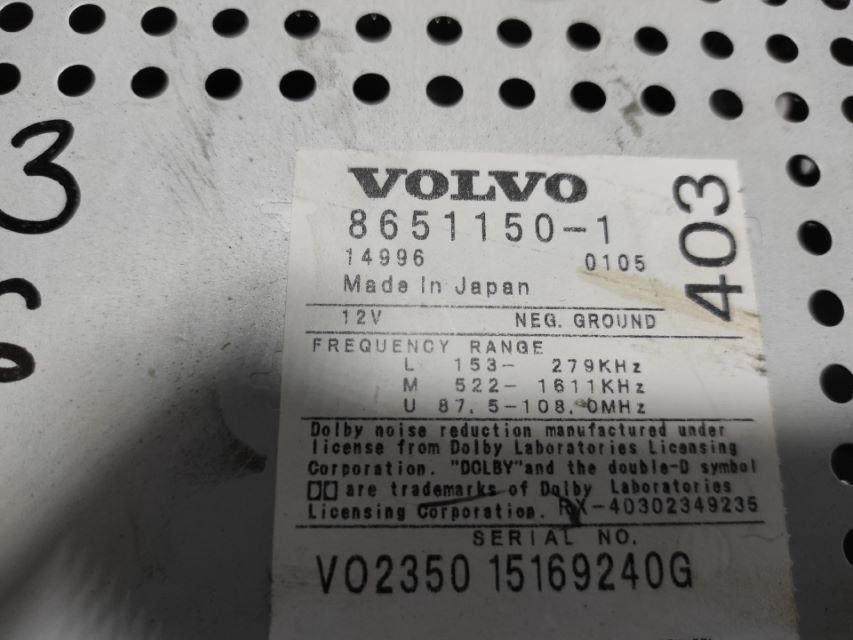 3
6
VOLVO
8651150-1
14996 0105
403
Made In Japan
12V NEG. GROUND
FREQUENCY RANGE
L 153- 279KHz
M 522- 1611KHz
U 87.5-108.0MHz
Dolby noise reduction manufactured under
license from Dolby Laboratories Licensing
Corporation. "DOLBY"and the double-D symbol
are trademarks of Dolby Laboratories
Licensing Corporation. RX-40302349235
SERIAL NO.
VO2350 15169240G